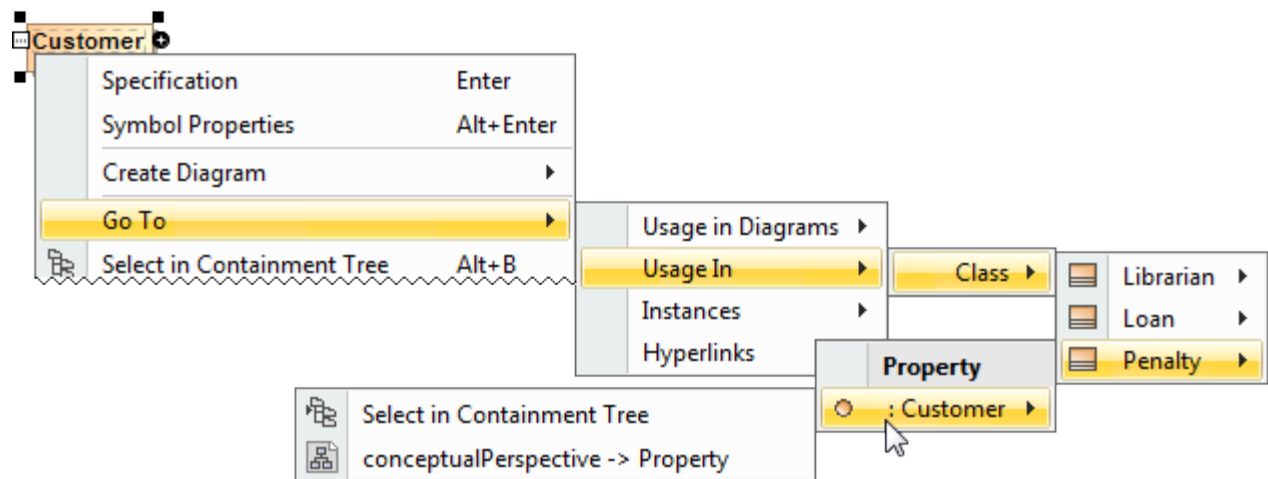 Customer
Specification Enter
Symbol Properties Alt+Enter
Create Diagram
Go To
Select in Containment Tree Alt+B
Usage in Diagrams
Usage In
Instances
Hyperlinks
Class
Librarian
Loan
Penalty
Property
: Customer
Select in Containment Tree
conceptualPerspective -> Property